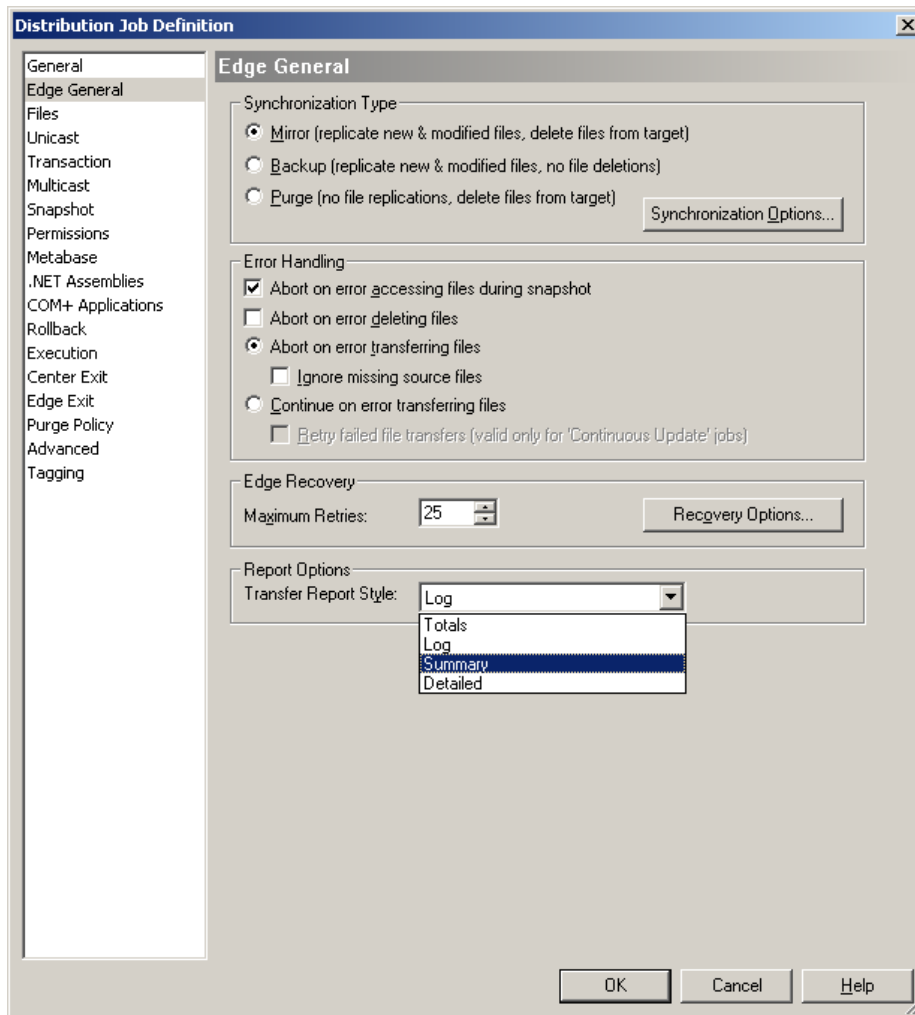 Distribution Job Definition
General
Edge General
Files
Unicast
Transaction
Multicast
Snapshot
Permissions
Metabase
.NET Assemblies
COM+ Applications
Rollback
Execution
Center Exit
Edge Exit
Purge Policy
Advanced
Tagging
Edge General
Synchronization Type
Mirror (replicate new & modified files, delete files from target)
Backup (replicate new & modified files, no file deletions)
Purge (no file replications, delete files from target)
Synchronization Options...
Error Handling
Abort on error accessing files during snapshot
Abort on error deleting files
Abort on error transferring files
Ignore missing source files
Continue on error transferring files
Retry failed file transfers (valid only for 'Continuous Update' jobs)
Edge Recovery
Maximum Retries: 25 Recovery Options...
Report Options
Transfer Report Style: Log
Totals
Log
Summary
Detailed
OK Cancel Help